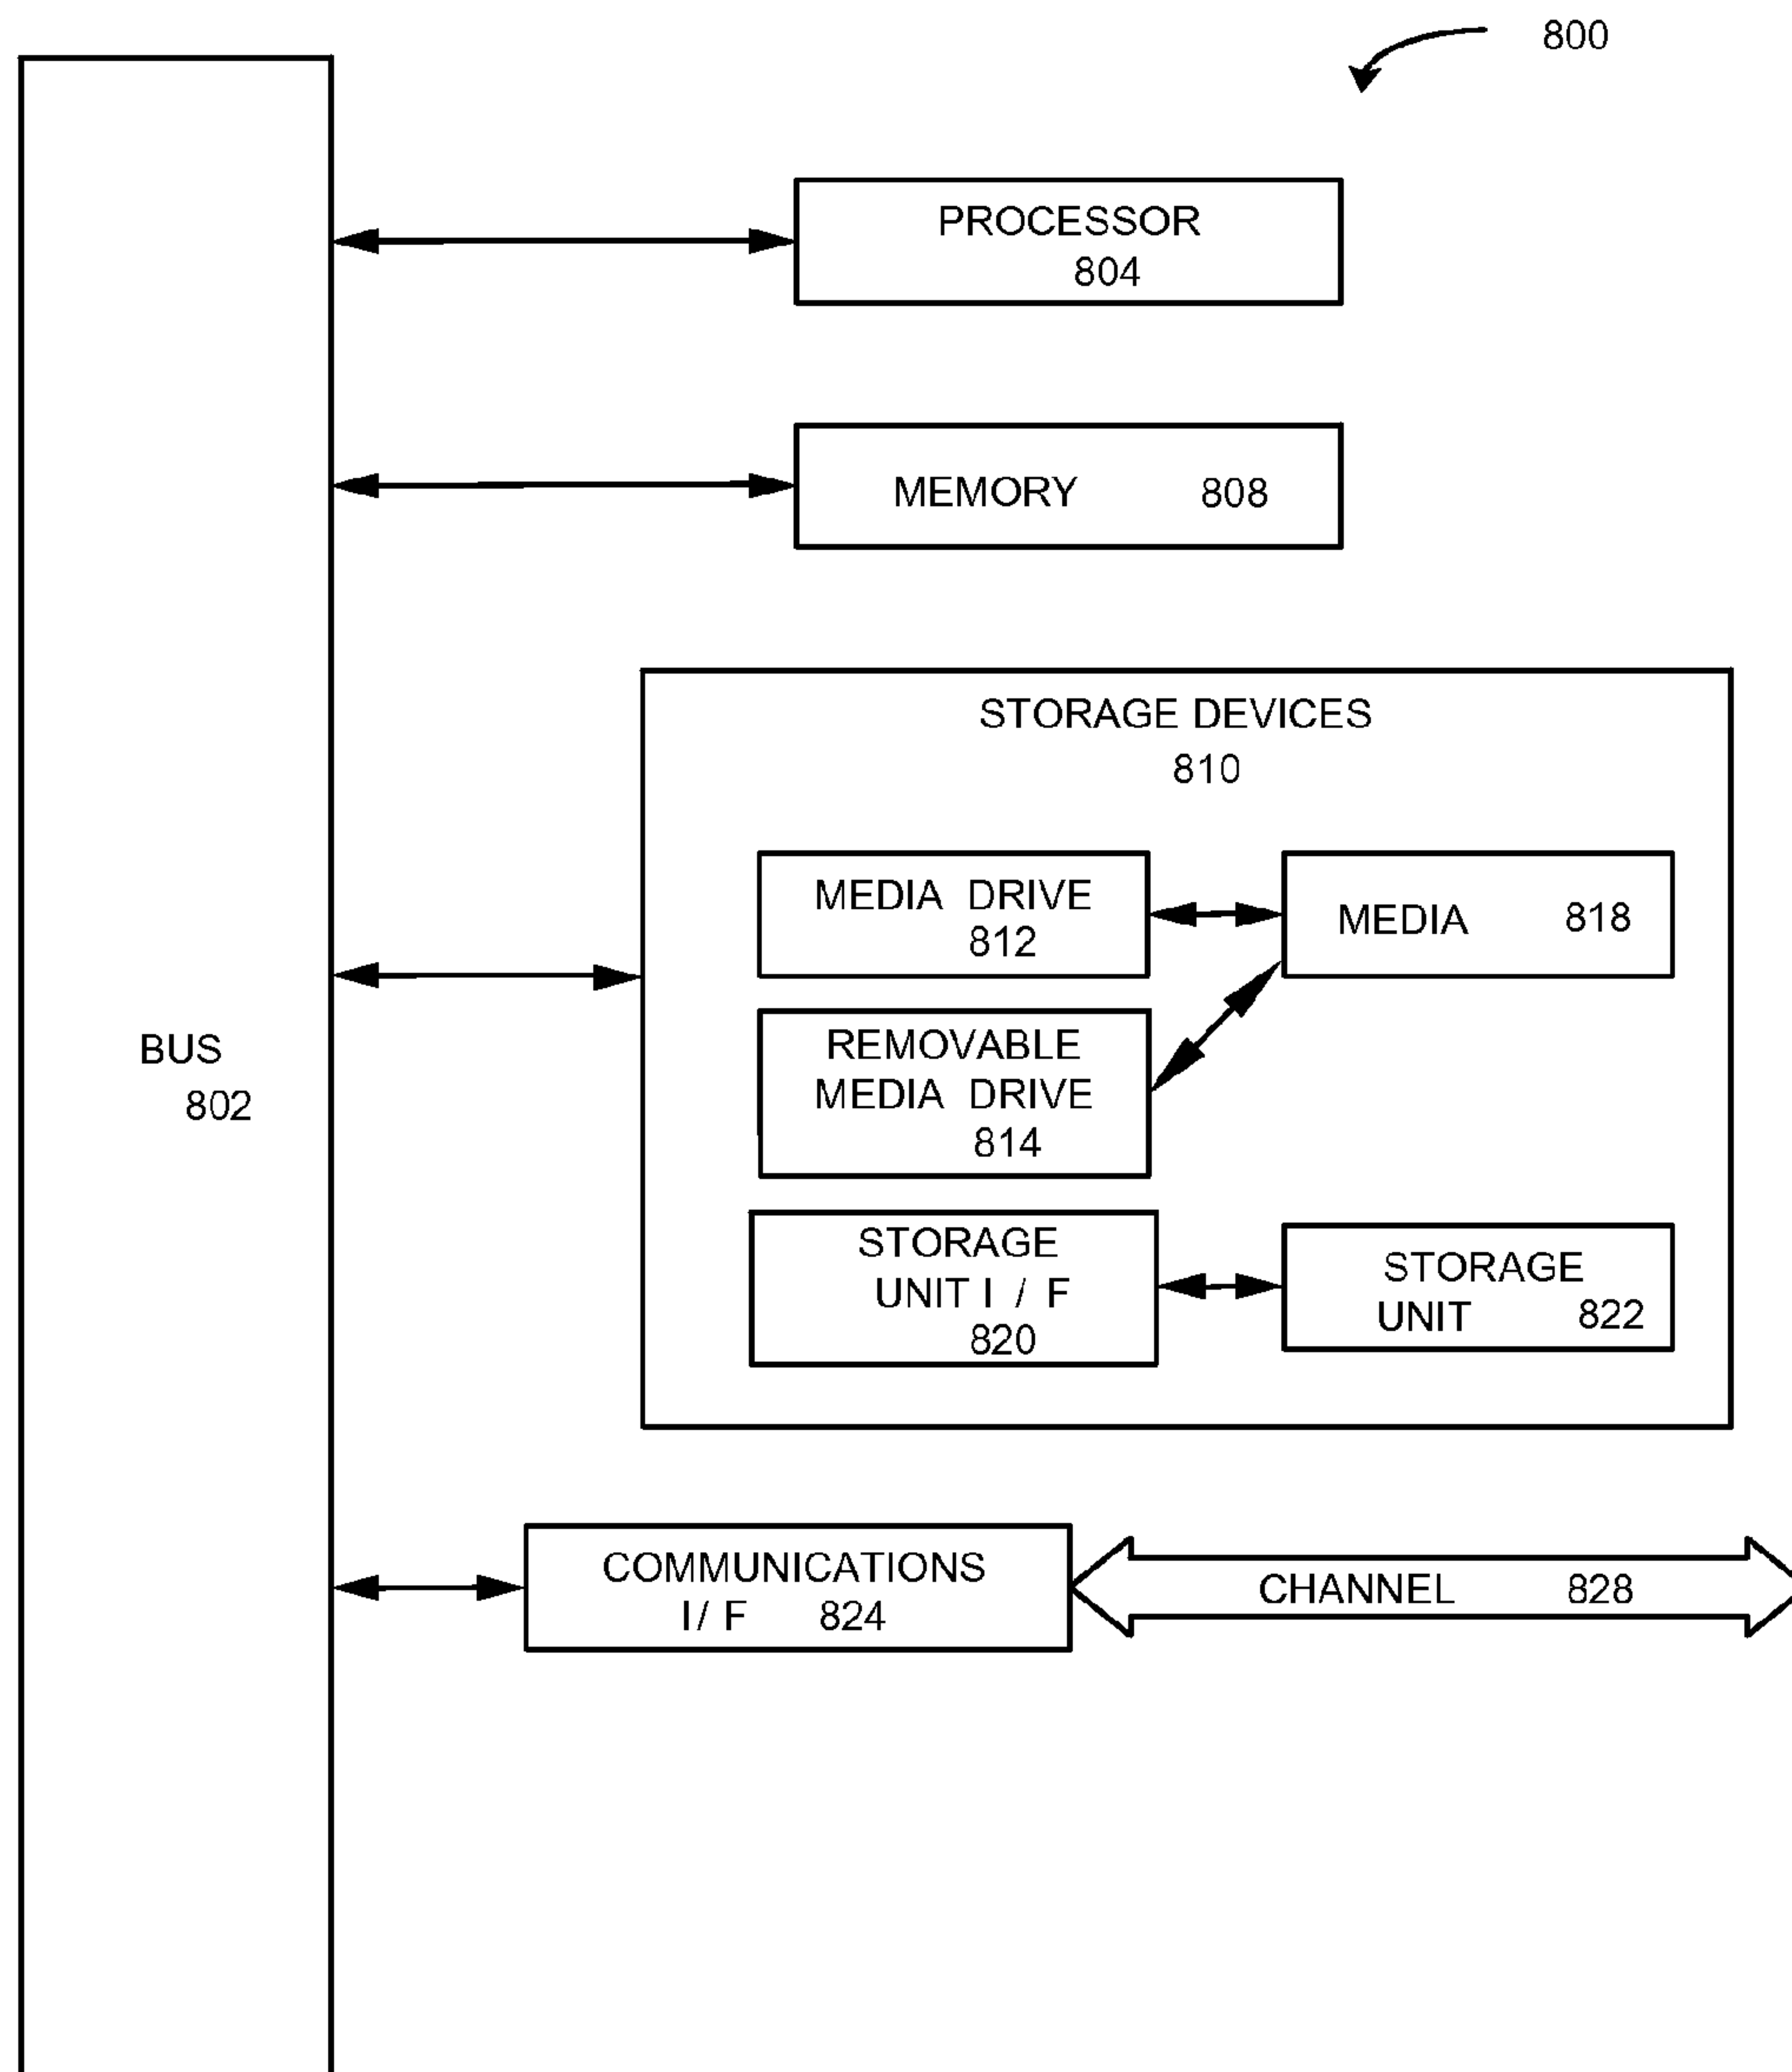 800
PROCESSOR
804
MEMORY 808
STORAGE DEVICES
810
MEDIA DRIVE
812
MEDIA 818
REMOVABLE
MEDIA DRIVE
814
BUS
802
STORAGE
UNIT I / F
820
STORAGE
UNIT 822
COMMUNICATIONS
I/ F 824
CHANNEL 828